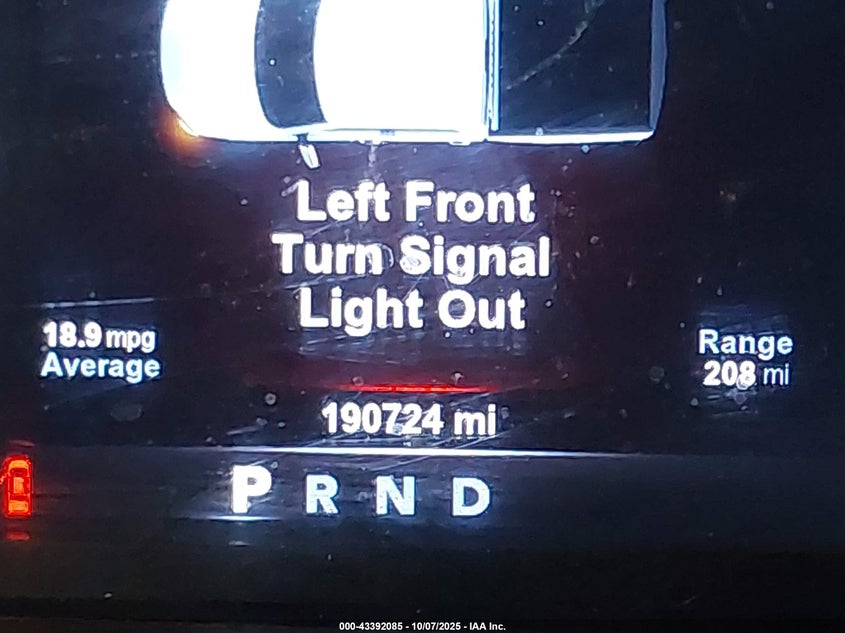 Left Front
Turn Signal
Light Out
18.9 mpg
Average
Range
208 mi
190724 mi
P R N D
000-43392085 - 10/07/2025 - IAA Inc.